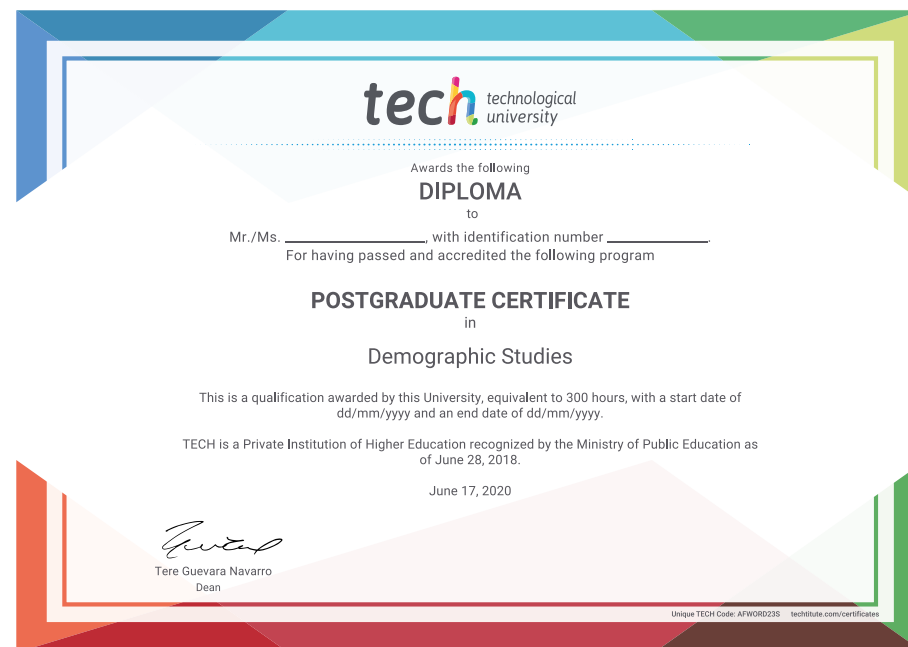 tech technological
university
Awards the following
DIPLOMA
to
Mr./Ms. ____________, with identification number ____________.
For having passed and accredited the following program
POSTGRADUATE CERTIFICATE
in
Demographic Studies
This is a qualification awarded by this University, equivalent to 300 hours, with a start date of
dd/mm/yyyy and an end date of dd/mm/yyyy.
TECH is a Private Institution of Higher Education recognized by the Ministry of Public Education as
of June 28, 2018.
June 17, 2020
Tere Guevara Navarro
Dean
Unique TECH Code: AFWORD23S techtitute.com/certificates